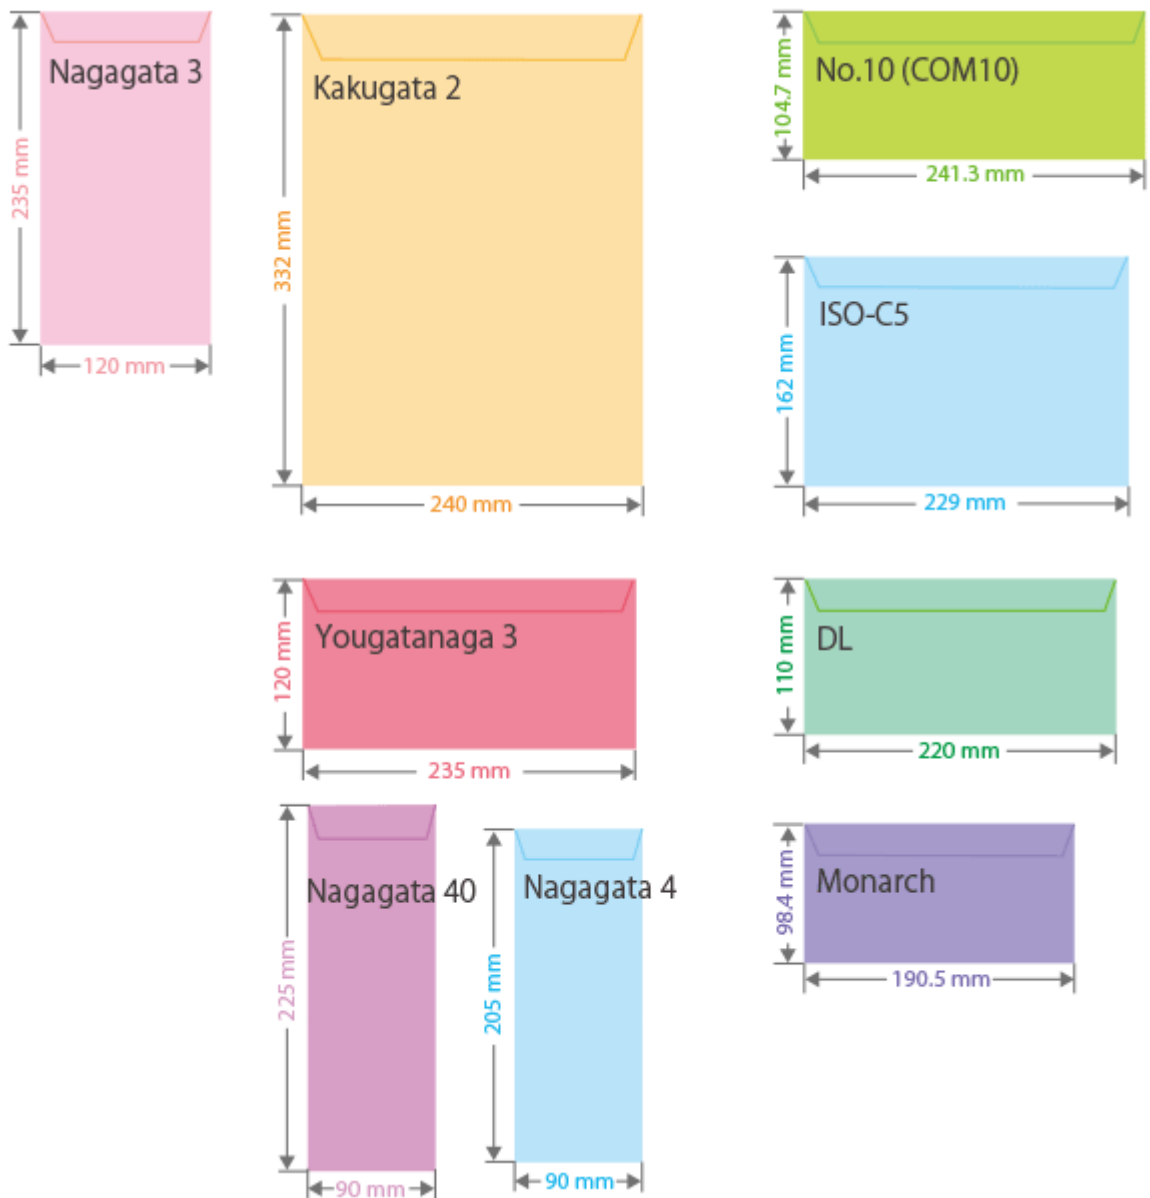 Nagagata 3
235 mm
120 mm
Kakugata 2
332 mm
240 mm
No.10 (COM10)
104.7 mm
241.3 mm
ISO-C5
162 mm
229 mm
Yougatanaga 3
120 mm
235 mm
DL
110 mm
220 mm
Nagagata 40
225 mm
90 mm
Nagagata 4
205 mm
90 mm
Monarch
98.4 mm
190.5 mm